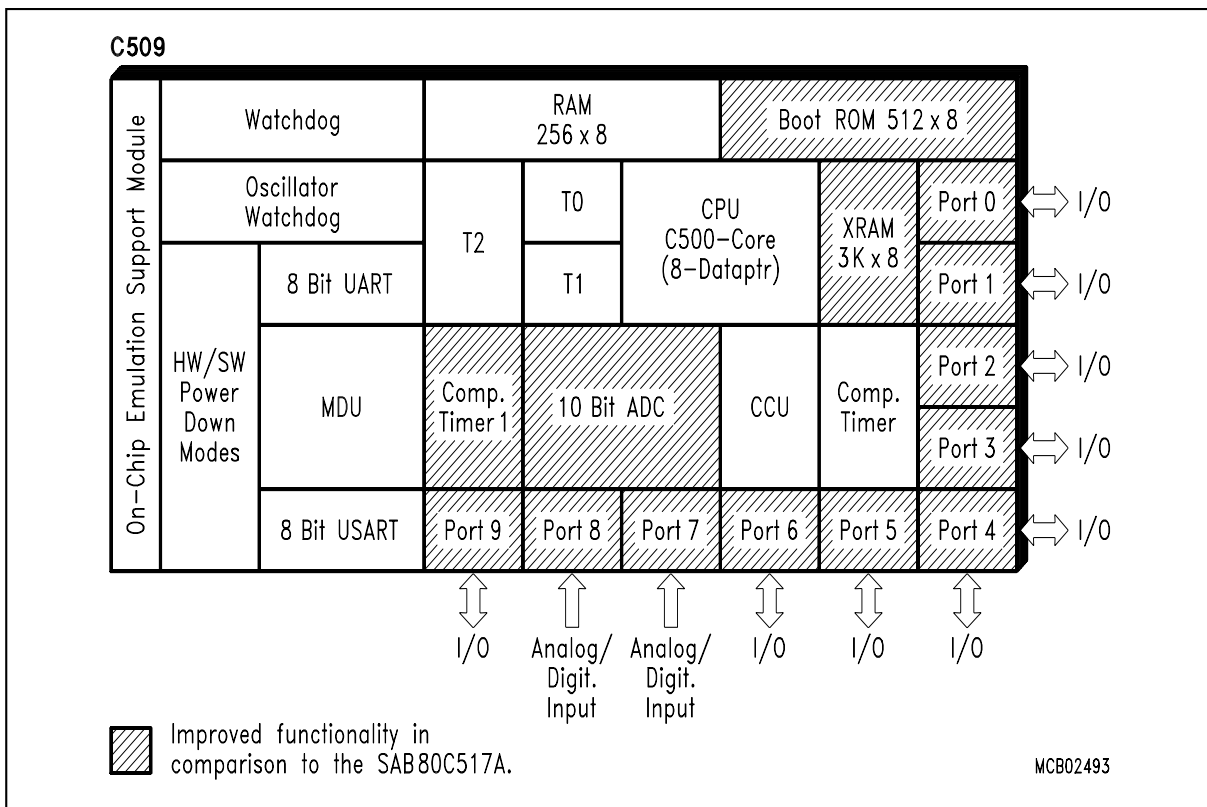 C509
On-Chip Emulation Support Module
Watchdog
RAM
256 x 8
Boot ROM 512 x 8
Oscillator
Watchdog
T2
T0
T1
CPU
C500-Core
(8-Dataptr)
XRAM
3K x 8
Port 0
I/O
Port 1
I/O
8 Bit UART
HW/SW
Power
Down
Modes
MDU
Comp.
Timer 1
10 Bit ADC
CCU
Comp.
Timer
Port 2
I/O
Port 3
I/O
8 Bit USART
Port 9
Port 8
Port 7
Port 6
Port 5
Port 4
I/O
I/O
Analog/
Digit.
Input
Analog/
Digit.
Input
I/O
I/O
I/O
Improved functionality in
comparison to the SAB80C517A.
MCB02493